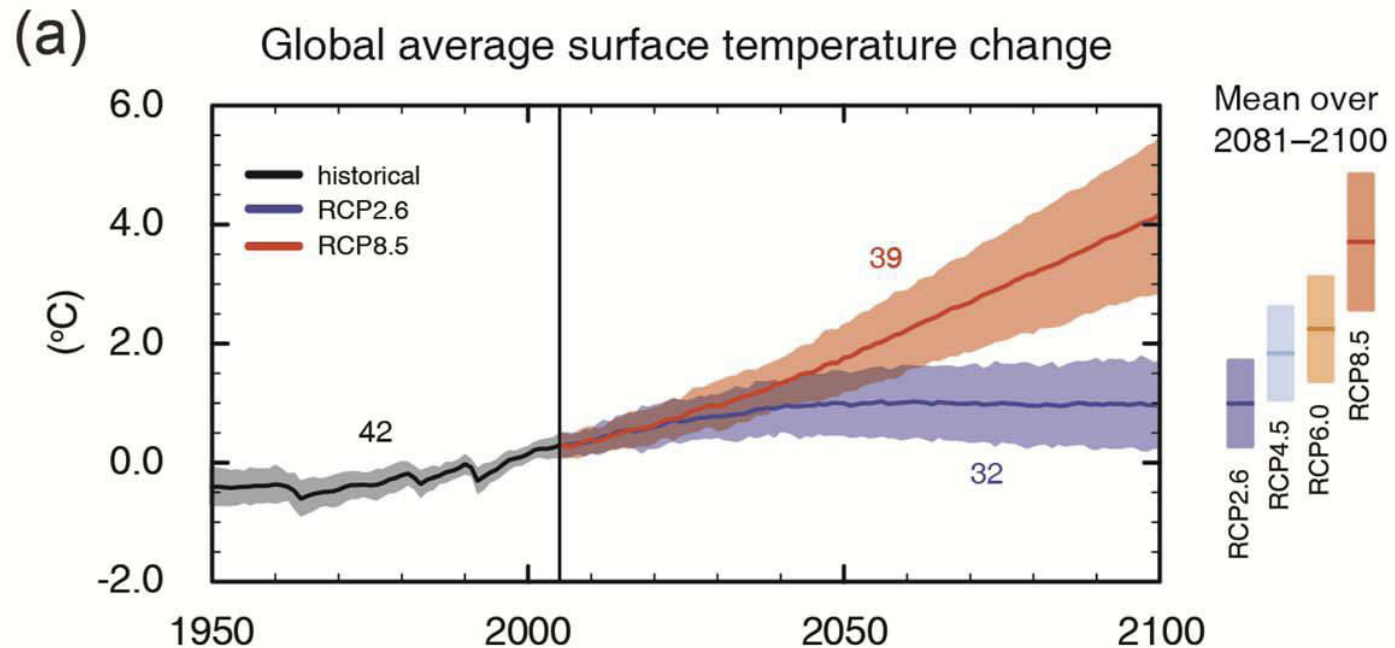 (a)
Global average surface temperature change
6.0
4.0
2.0
0.0
-2.0
(ºC)
historical
RCP2.6
RCP8.5
42
39
32
1950
2000
2050
2100
Mean over
2081–2100
RCP2.6
RCP4.5
RCP6.0
RCP8.5